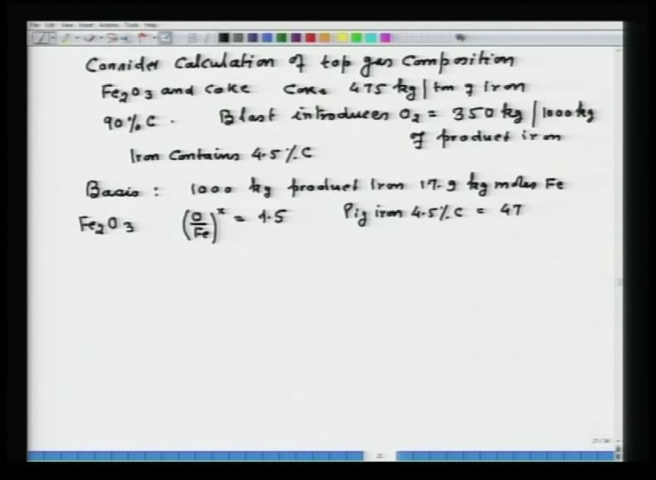 Consider Calculation of top gas Composition
Fe2O3 and coke Coke 475 kg | ton of Iron
90% C . Blast introduces O2 = 350 kg | 1000 kg
of product iron
Iron Contains 4.5% C
Basis : 1000 kg product Iron 17.9 kg moles Fe
Fe2O3 (O/Fe)^x = 1.5 Pig iron 4.5% C = 47